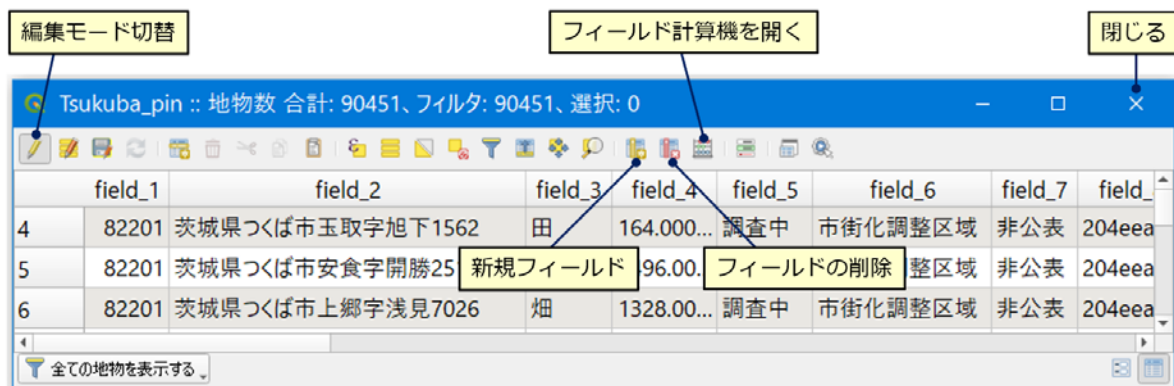 編集モード切替
フィールド計算機を開く
閉じる
Tsukuba_pin :: 地物数 合計: 90451、フィルタ: 90451、選択: 0
field_1 field_2 field_3 field_4 field_5 field_6 field_7 field_
4 82201 茨城県つくば市玉取字旭下1562 田 164.000... 調査中 市街化調整区域 非公表 204eea
新規フィールド
フィールドの削除
5 82201 茨城県つくば市安食字開勝25 96.00. 整区域 非公表 204eea
6 82201 茨城県つくば市上郷字浅見7026 畑 1328.00... 調査中 市街化調整区域 非公表 204eea
全ての地物を表示する